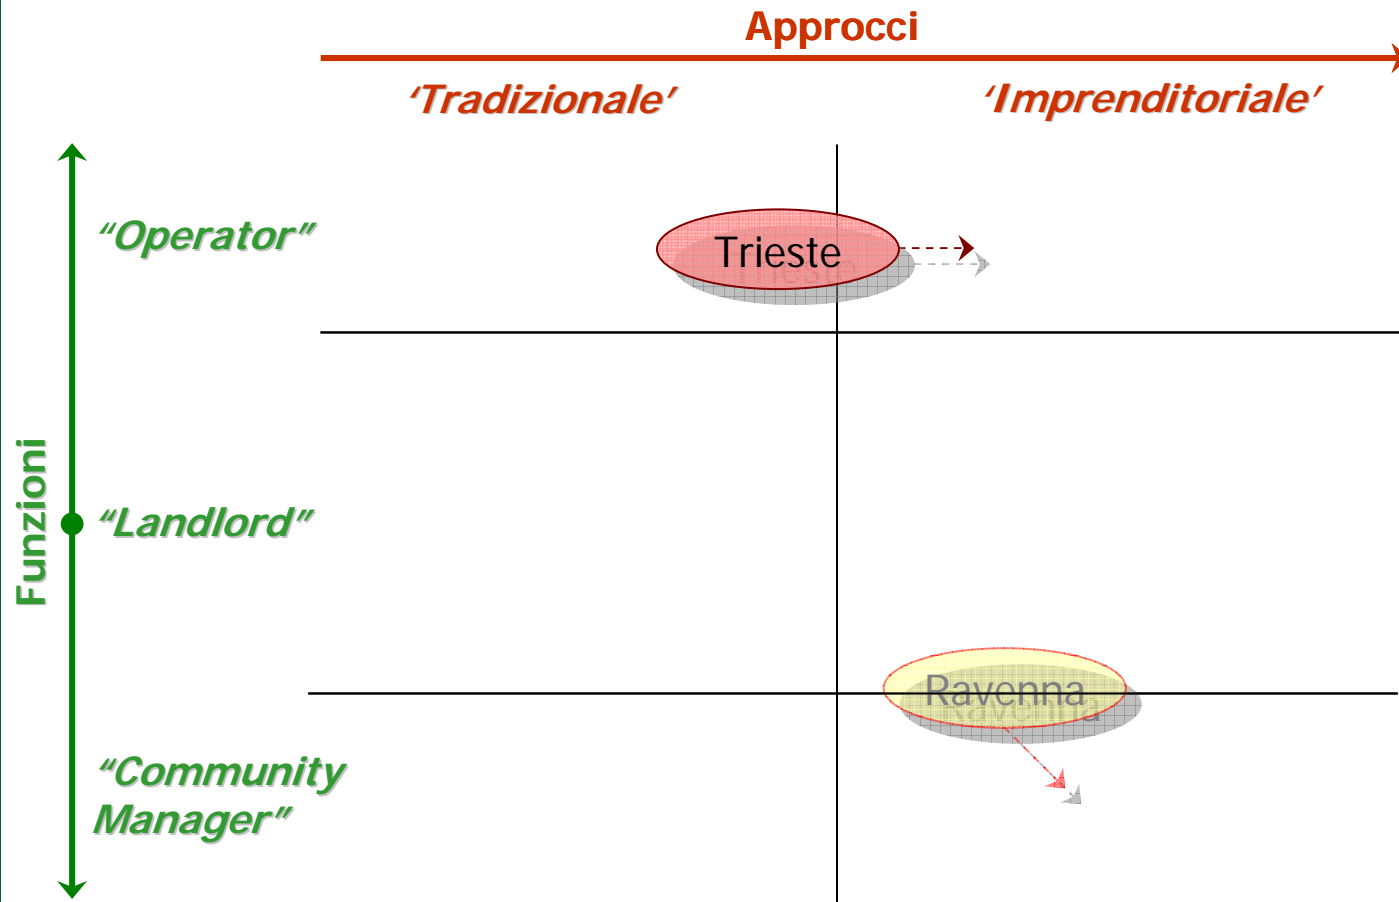 Approcci
‘Tradizionale’
‘Imprenditoriale’
“Operator”
Trieste
Funzioni
“Landlord”
Ravenna
“Community
Manager”